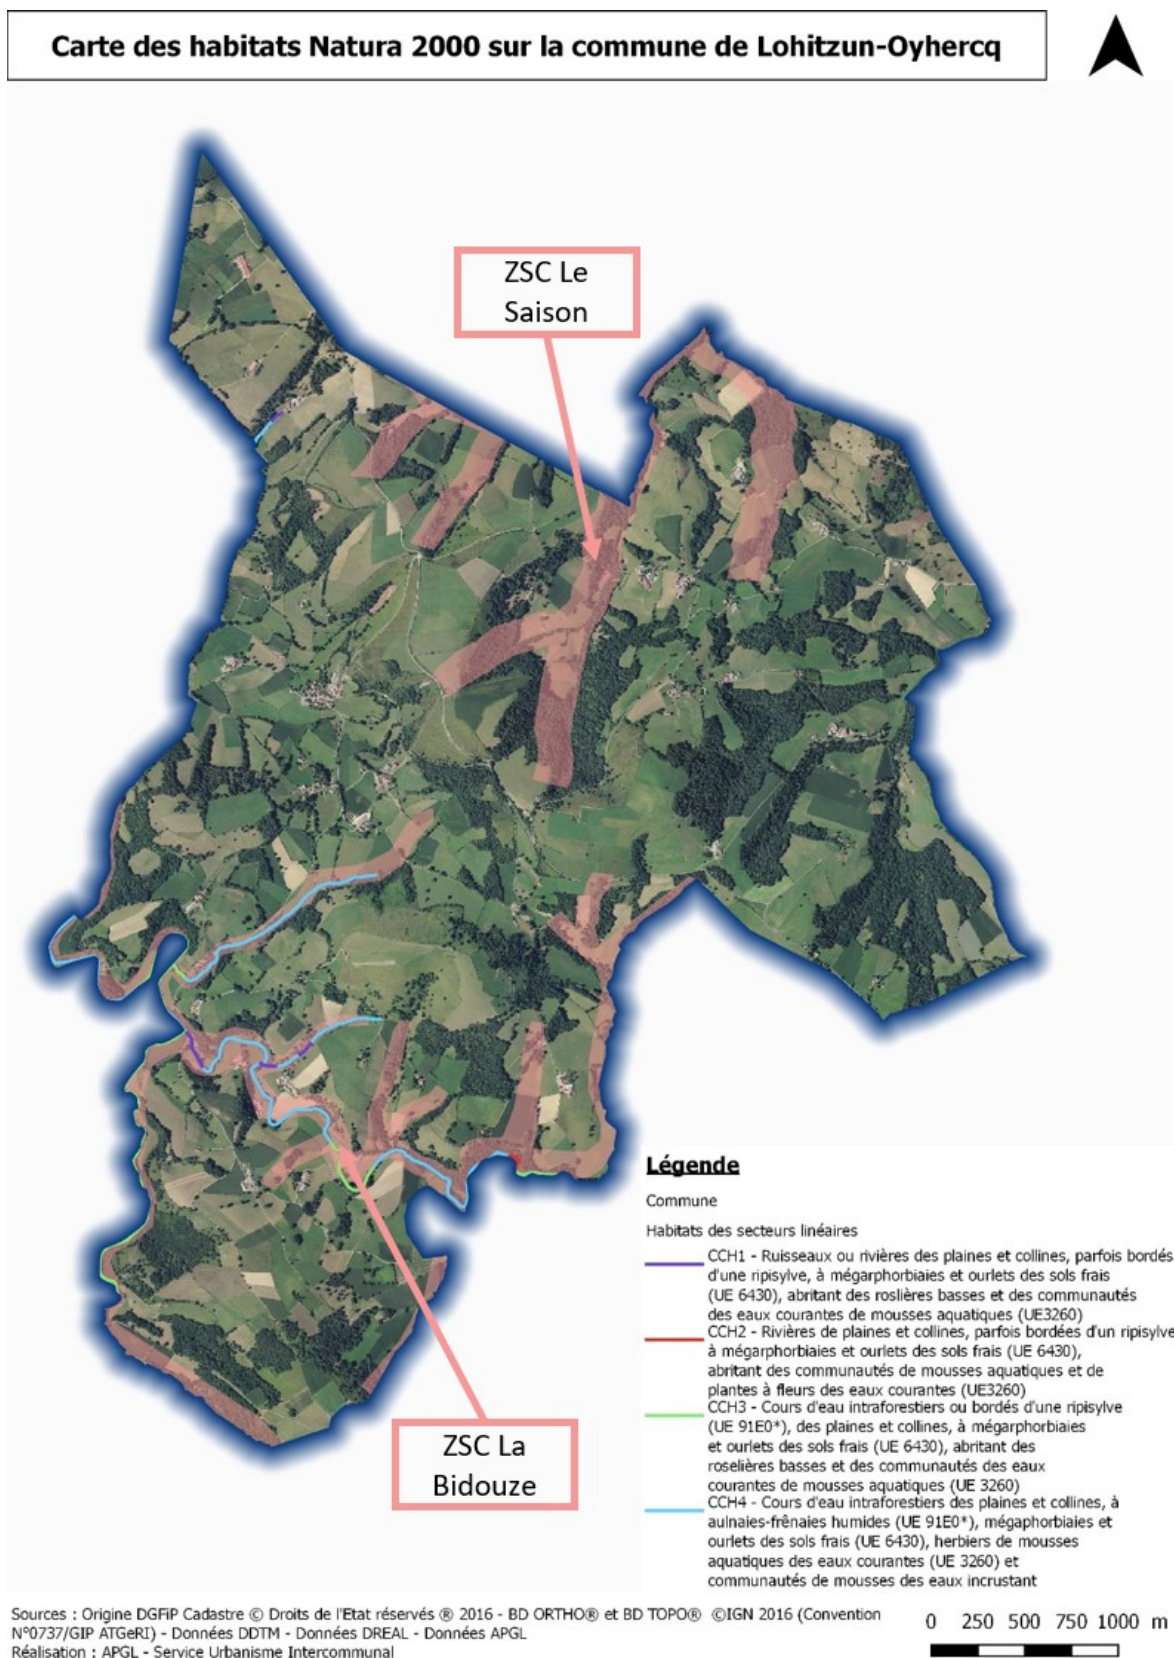 Carte des habitats Natura 2000 sur la commune de Lohitzun-Oyhercq
ZSC Le
Saison
ZSC La
Bidouze
Légende
Commune
Habitats des secteurs linéaires
CCH1 - Ruisseaux ou rivières des plaines et collines, parfois bordés
d'une ripisylve, à mégarphorbiaies et ourlets des sols frais
(UE 6430), abritant des roslières basses et des communautés
des eaux courantes de mousses aquatiques (UE3260)
CCH2 - Rivières de plaines et collines, parfois bordées d'un ripisylve
à mégarphorbiaies et ourlets des sols frais (UE 6430),
abritant des communautés de mousses aquatiques et de
plantes à fleurs des eaux courantes (UE3260)
CCH3 - Cours d'eau intraforestiers ou bordés d'une ripisylve
(UE 91E0*), des plaines et collines, à mégarphorbiaies
et ourlets des sols frais (UE 6430), abritant des
roselières basses et des communautés des eaux
courantes de mousses aquatiques (UE 3260)
CCH4 - Cours d'eau intraforestiers des plaines et collines, à
aulnaies-frênaies humides (UE 91E0*), mégaphorbiaies et
ourlets des sols frais (UE 6430), herbiers de mousses
aquatiques des eaux courantes (UE 3260) et
communautés de mousses des eaux incrustant
Sources : Origine DGFiP Cadastre © Droits de l'Etat réservés ® 2016 - BD ORTHO® et BD TOPO® ©IGN 2016 (Convention
N°0737/GIP ATGeRI) - Données DDTM - Données DREAL - Données APGL
Réalisation : APGL - Service Urbanisme Intercommunal
0 250 500 750 1000 m